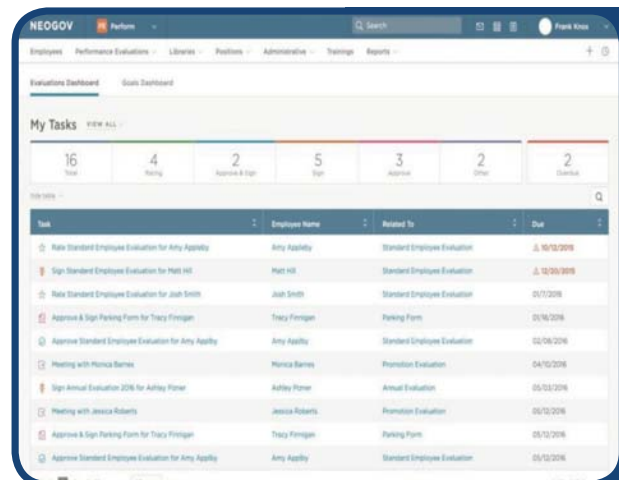 NEOGOV PE Perform Search Frank Knox
Employees Performance Evaluations Libraries Positions Administrative Trainings Reports
Evaluations Dashboard Goals Dashboard
My Tasks VIEW ALL
16 4 2 5 3 2 2
Total Rating Approve & Sign Sign Approve Other Overdue
Task Employee Name Related To Due
Rate Standard Employee Evaluation for Amy Appleby Amy Appleby Standard Employee Evaluation 10/12/2015
Sign Standard Employee Evaluation for Matt Hill Matt Hill Standard Employee Evaluation 12/20/2015
Rate Standard Employee Evaluation for Josh Smith Josh Smith Standard Employee Evaluation 01/7/2016
Approve & Sign Parking Form for Tracy Finnigan Tracy Finnigan Parking Form 01/16/2016
Approve Standard Employee Evaluation for Amy Applby Amy Applby Standard Employee Evaluation 02/08/2016
Meeting with Monica Barnes Monica Barnes Promotion Evaluation 04/10/2016
Sign Annual Evaluation 2016 for Ashley Poner Ashley Poner Annual Evaluation 05/03/2016
Meeting with Jessica Roberts Jessica Roberts Promotion Evaluation 05/12/2016
Approve & Sign Parking Form for Tracy Finnigan Tracy Finnigan Parking Form 05/12/2016
Approve Standard Employee Evaluation for Amy Applby Amy Applby Standard Employee Evaluation 05/12/2016